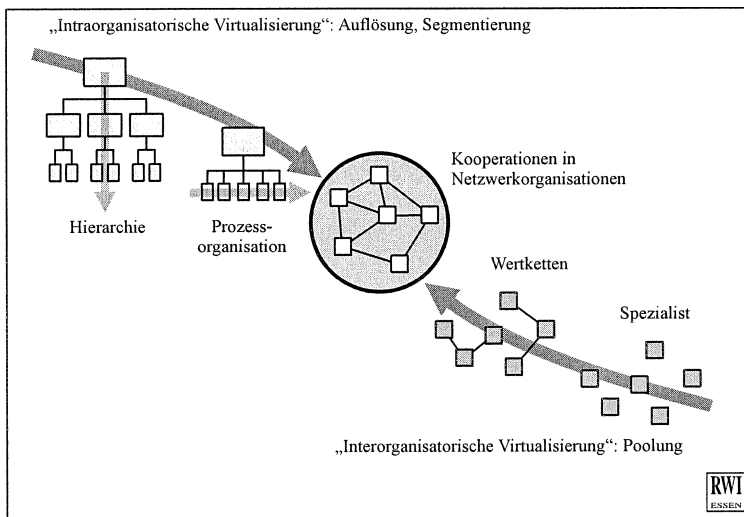 „Intraorganisatorische Virtualisierung“: Auflösung, Segmentierung
Kooperationen in
Netzwerkorganisationen
Hierarchie
Prozess-
organisation
Wertketten
Spezialist
„Interorganisatorische Virtualisierung“: Poolung
RWI
ESSEN